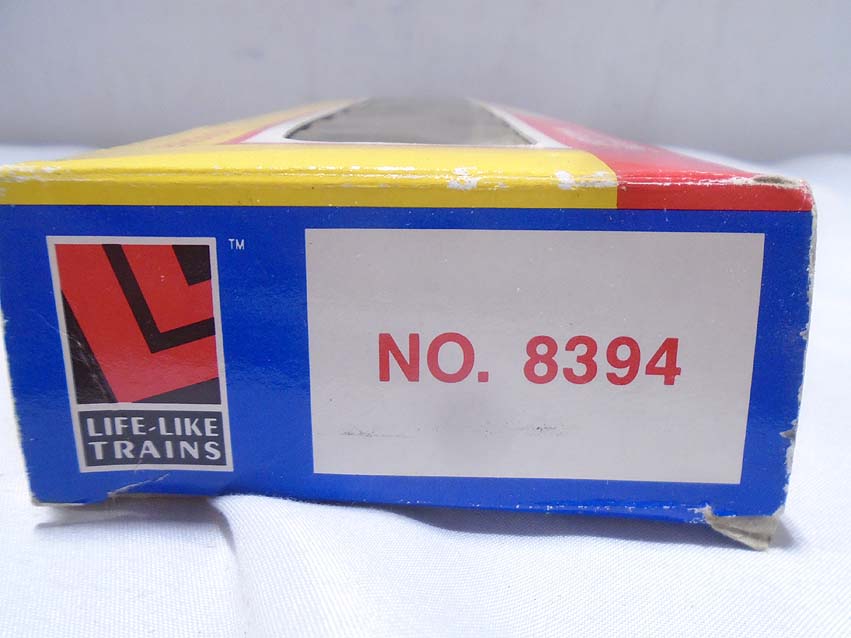 TM
LIFE-LIKE
TRAINS
NO. 8394